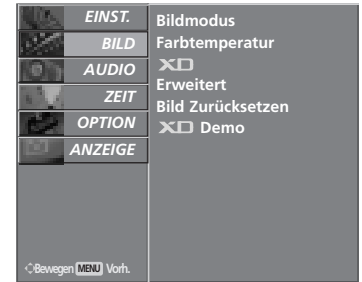 EINST.
BILD
AUDIO
ZEIT
OPTION
ANZEIGE
Bewegen MENU Vorh.
Bildmodus
Farbtemperatur
XD
Erweitert
Bild Zurücksetzen
XD Demo